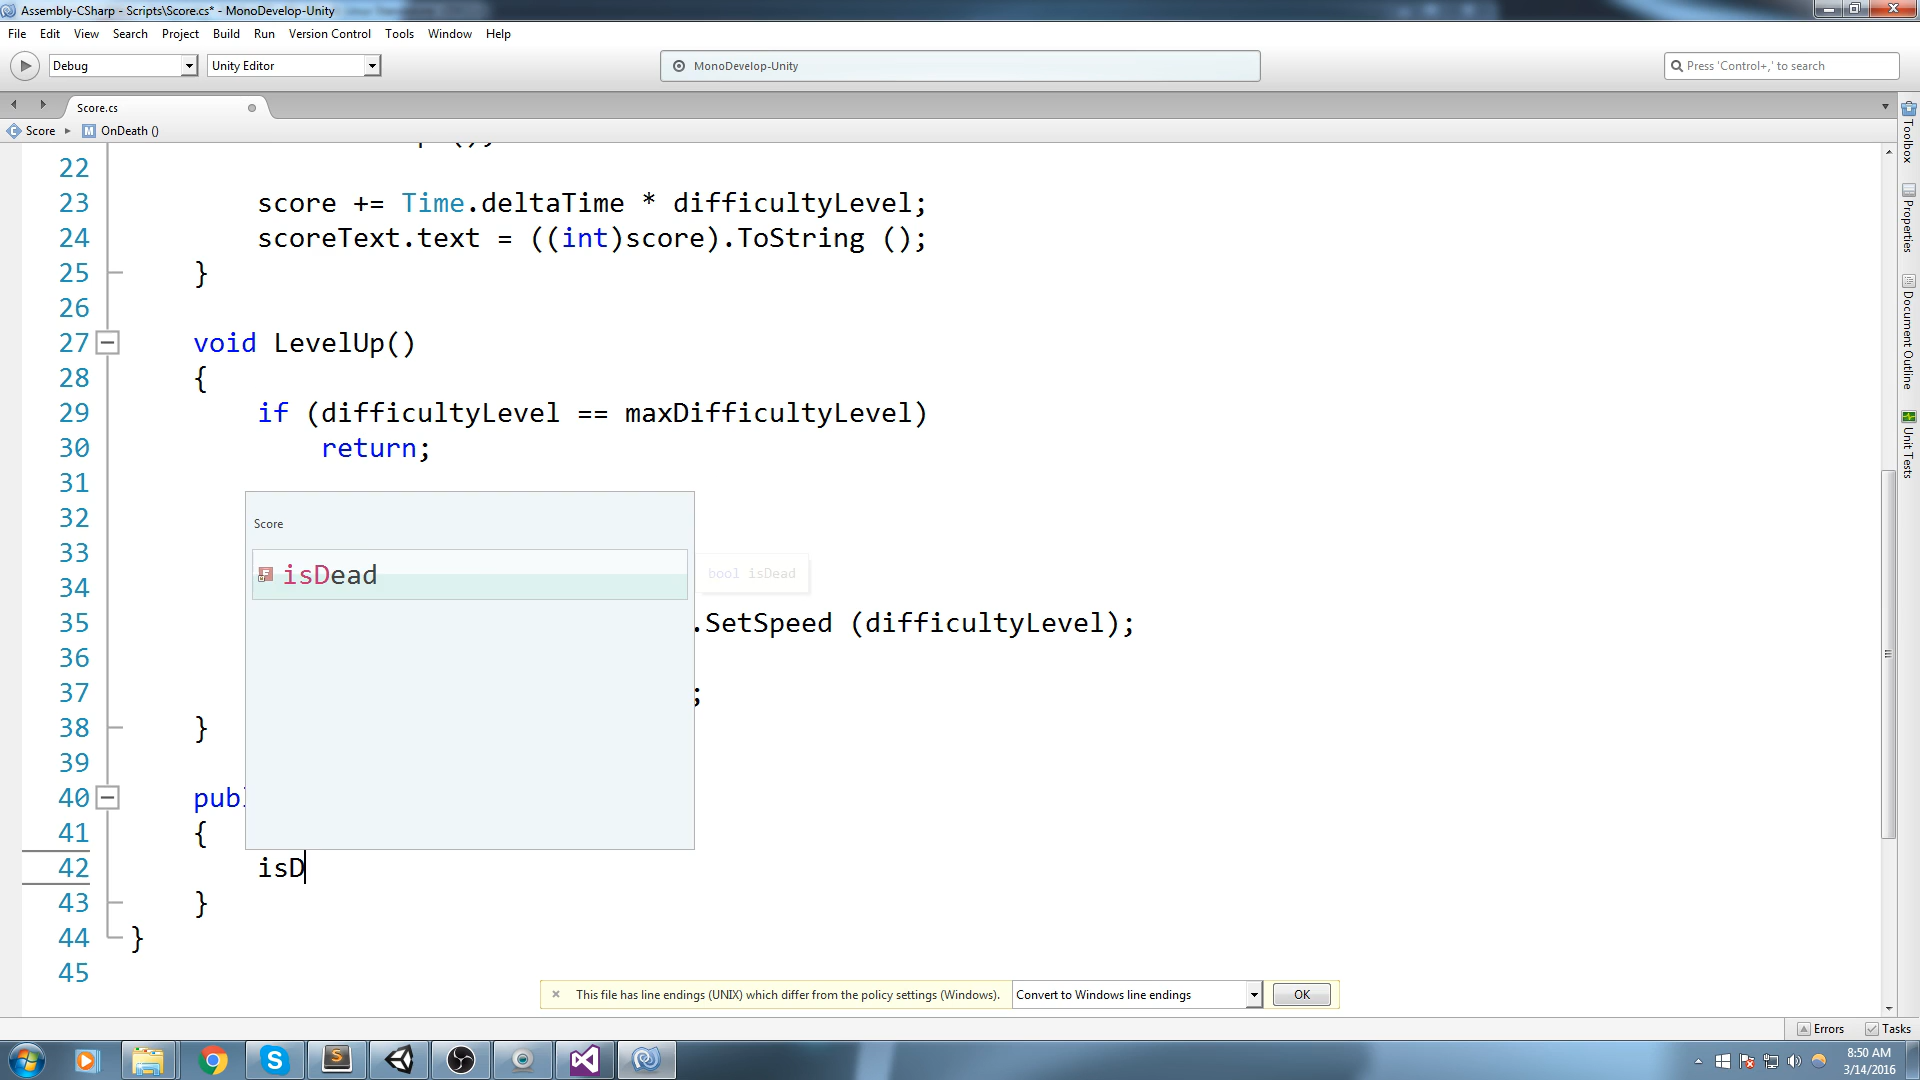 Assembly-CSharp - Scripts\Score.cs* - MonoDevelop-Unity
File Edit View Search Project Build Run Version Control Tools Window Help
Debug Unity Editor MonoDevelop-Unity Press 'Control+,' to search
Score.cs
Score OnDeath ()
22
23 score += Time.deltaTime * difficultyLevel;
24 scoreText.text = ((int)score).ToString ();
25 }
26
27 void LevelUp()
28 {
29 if (difficultyLevel == maxDifficultyLevel)
30 return;
31
32
33
34
35 .SetSpeed (difficultyLevel);
36
37 ;
38 }
39
40 publ
41 {
42 isD
43 }
44 }
45
Score
isDead
bool isDead
Toolbox
Properties
Document Outline
Unit Tests
This file has line endings (UNIX) which differ from the policy settings (Windows). Convert to Windows line endings OK
Errors Tasks
8:50 AM
3/14/2016